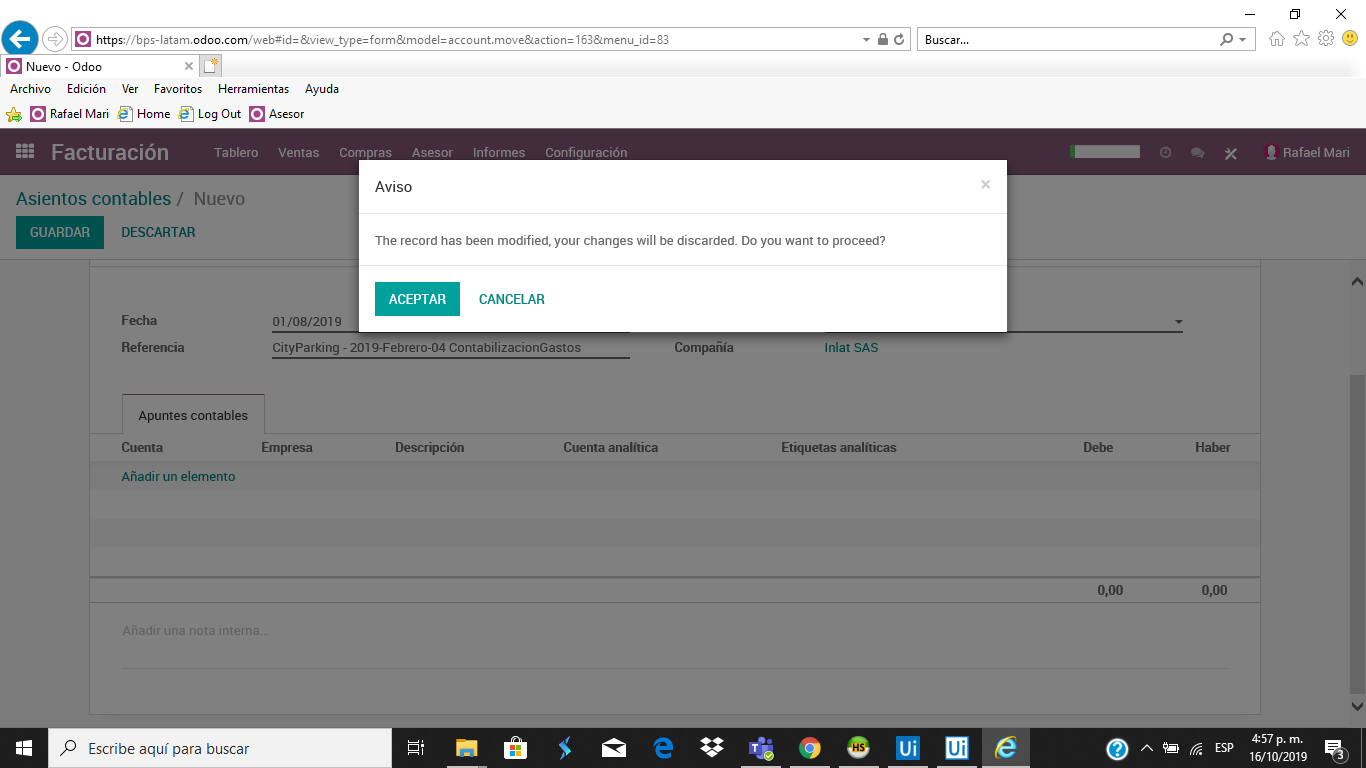 https://bps-latam.odoo.com/web#id=&view_type=form&model=account.move&action=163&menu_id=83
Buscar...
Nuevo - Odoo
Archivo Edición Ver Favoritos Herramientas Ayuda
Rafael Mari Home Log Out Asesor
Facturación Tablero Ventas Compras Asesor Informes Configuración Rafael Mari
Asientos contables / Nuevo
GUARDAR DESCARTAR
Aviso
The record has been modified, your changes will be discarded. Do you want to proceed?
ACEPTAR CANCELAR
Fecha 01/08/2019
Referencia CityParking - 2019-Febrero-04 ContabilizacionGastos Compañía Inlat SAS
Apuntes contables
Cuenta Empresa Descripción Cuenta analítica Etiquetas analíticas Debe Haber
Añadir un elemento
0,00 0,00
Añadir una nota interna...
Escribe aquí para buscar
HS
Ui
Ui
ESP
4:57 p. m.
16/10/2019
3